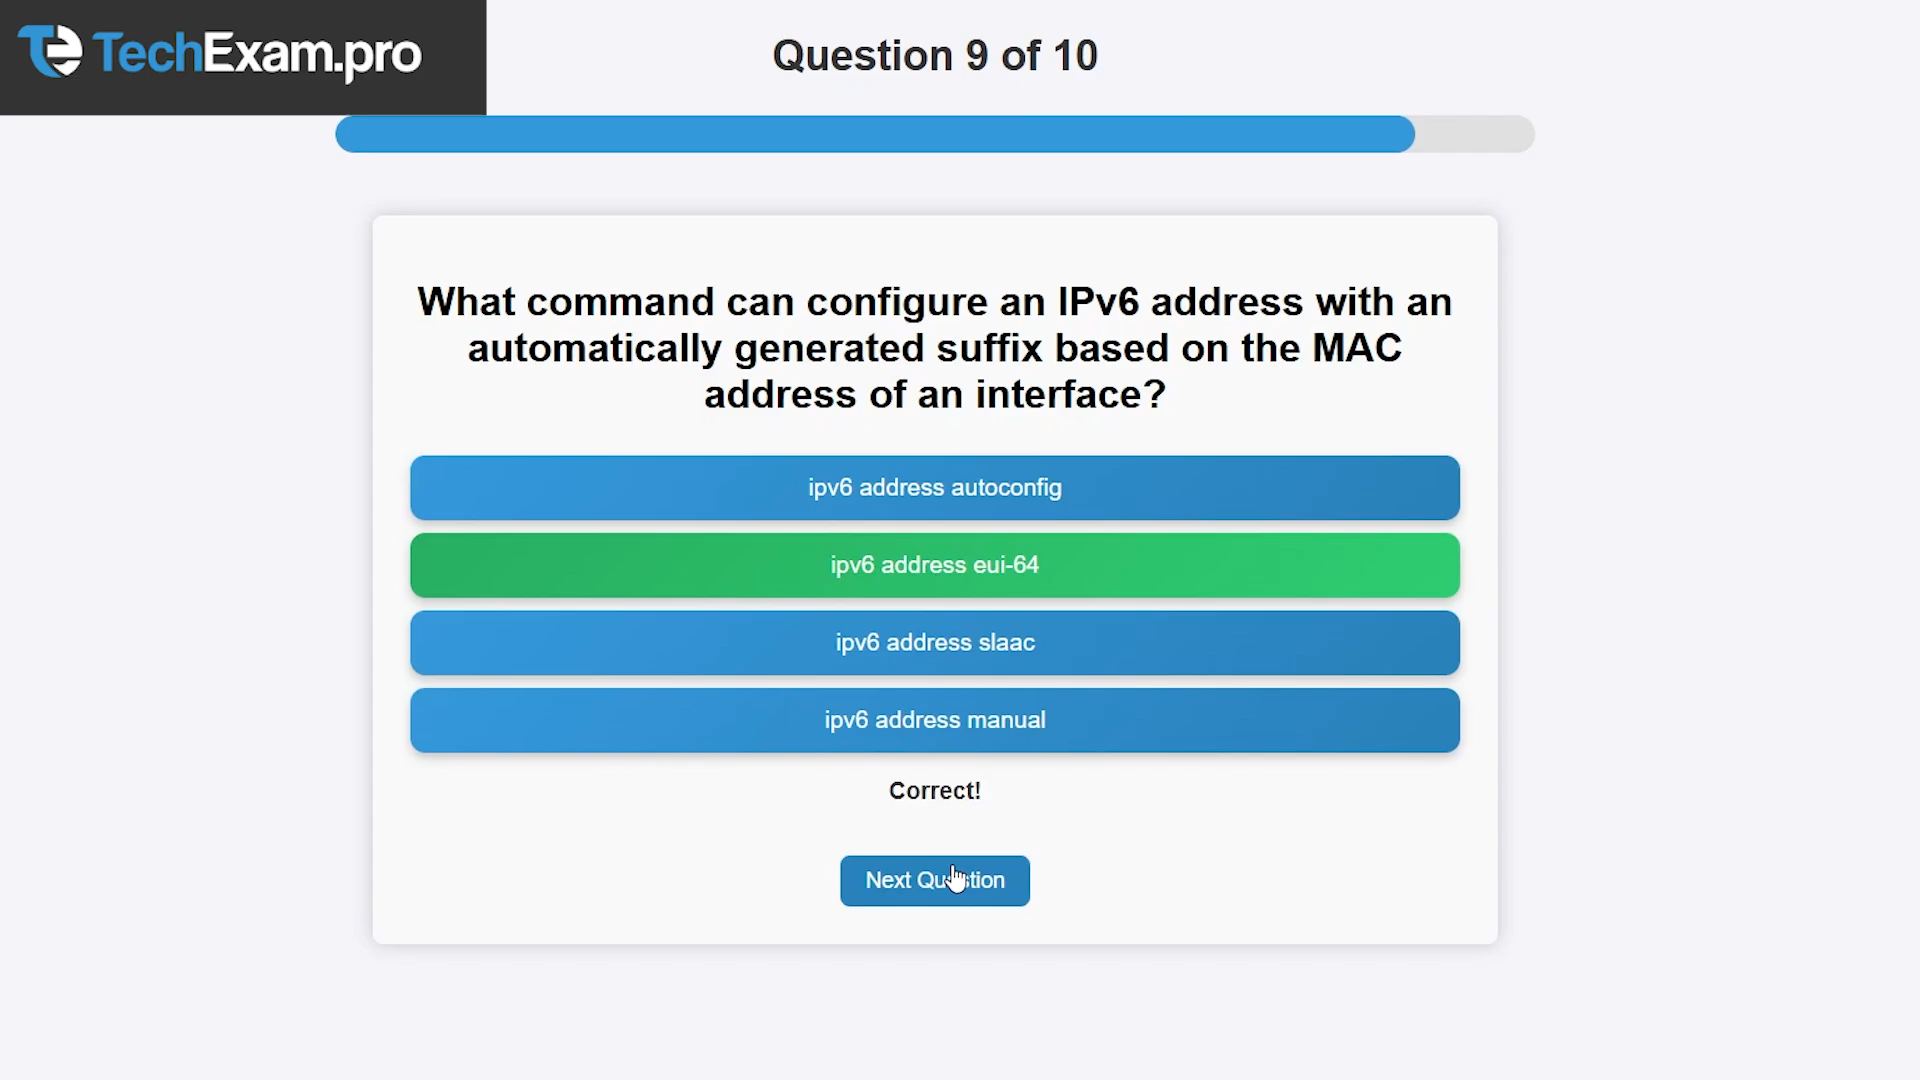 TechExam.pro
Question 9 of 10
What command can configure an IPv6 address with an
automatically generated suffix based on the MAC
address of an interface?
ipv6 address autoconfig
ipv6 address eui-64
ipv6 address slaac
ipv6 address manual
Correct!
Next Question